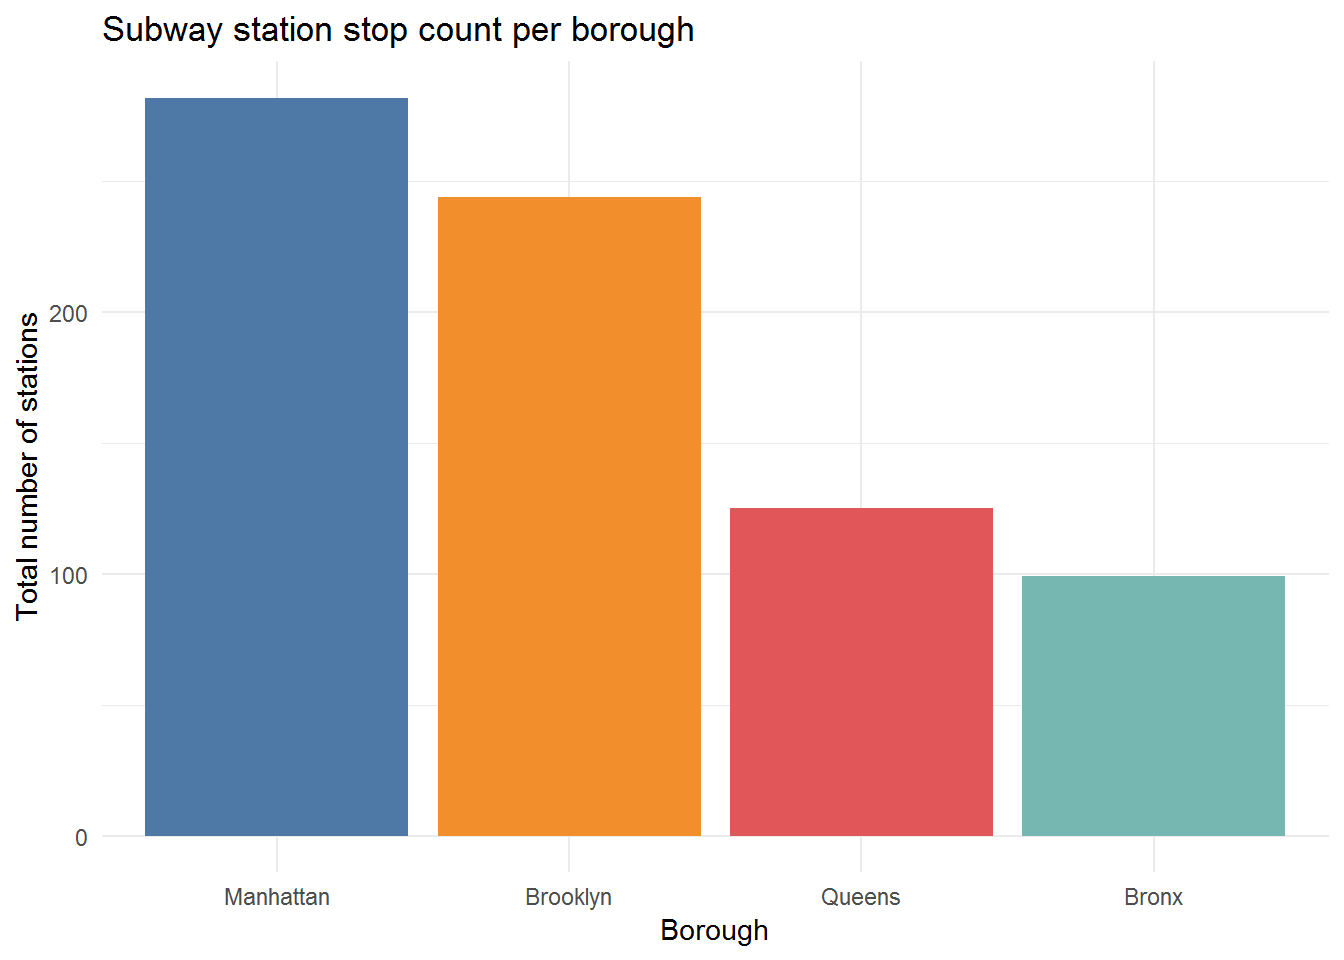 Subway station stop count per borough
Total number of stations
200
100
0
Manhattan Brooklyn Queens Bronx
Borough